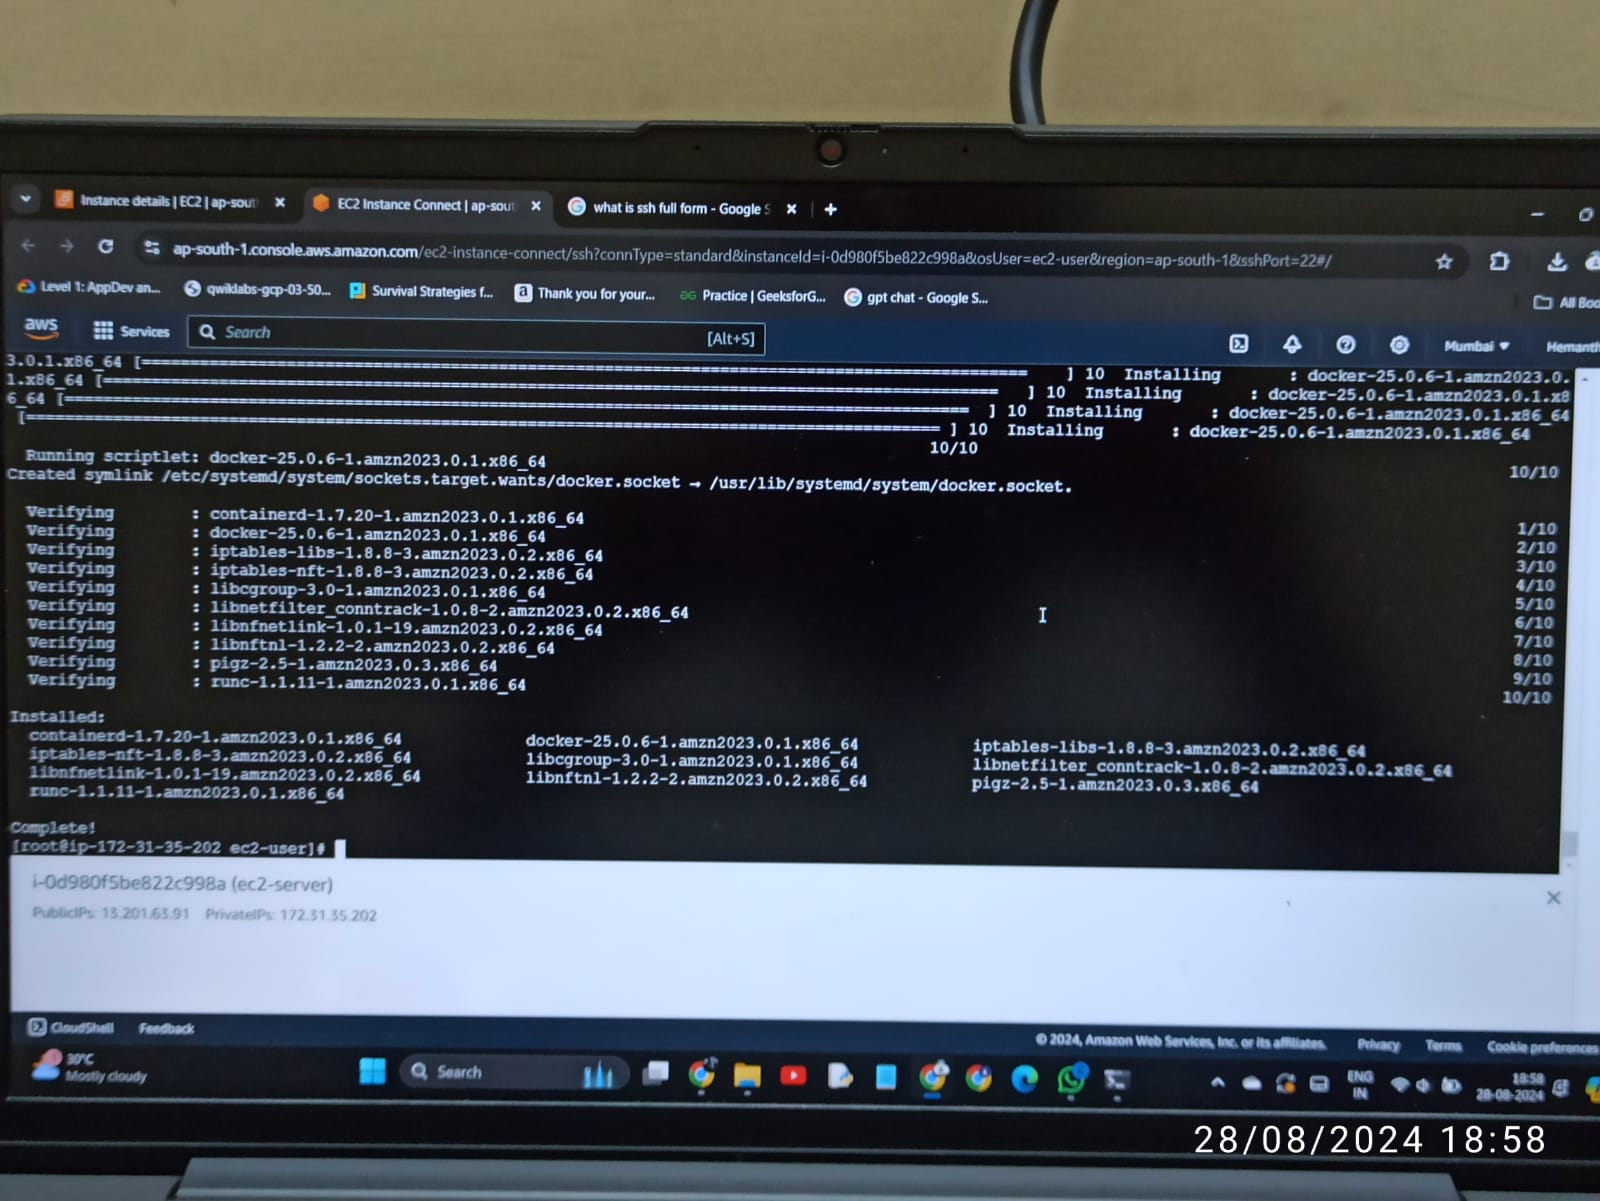 Instance details | EC2 | ap-sout
EC2 Instance Connect | ap-sout
what is ssh full form - Google S
ap-south-1.console.aws.amazon.com/ec2-instance-connect/ssh?connType=standard&instanceId=i-0d980f5be822c998a&osUser=ec2-user&region=ap-south-1&sshPort=22#/
Level 1: AppDev an... qwiklabs-gcp-03-50... Survival Strategies f... a Thank you for your... Practice | GeeksforG... gpt chat - Google S...
All Boo
aws Services Search [Alt+S] Mumbai Hemanth
3.0.1.x86_64 [======================================================================== ] 10 Installing : docker-25.0.6-1.amzn2023.0.
1.x86_64 [======================================================================== ] 10 Installing : docker-25.0.6-1.amzn2023.0.1.x8
6_64 [======================================================================== ] 10 Installing : docker-25.0.6-1.amzn2023.0.1.x86_64
[======================================================================== ] 10 Installing : docker-25.0.6-1.amzn2023.0.1.x86_64
10/10
Running scriptlet: docker-25.0.6-1.amzn2023.0.1.x86_64 10/10
Created symlink /etc/systemd/system/sockets.target.wants/docker.socket → /usr/lib/systemd/system/docker.socket.
Verifying : containerd-1.7.20-1.amzn2023.0.1.x86_64 1/10
Verifying : docker-25.0.6-1.amzn2023.0.1.x86_64 2/10
Verifying : iptables-libs-1.8.8-3.amzn2023.0.2.x86_64 3/10
Verifying : iptables-nft-1.8.8-3.amzn2023.0.2.x86_64 4/10
Verifying : libcgroup-3.0-1.amzn2023.0.1.x86_64 5/10
Verifying : libnetfilter_conntrack-1.0.8-2.amzn2023.0.2.x86_64 6/10
Verifying : libnfnetlink-1.0.1-19.amzn2023.0.2.x86_64 7/10
Verifying : libnftnl-1.2.2-2.amzn2023.0.2.x86_64 8/10
Verifying : pigz-2.5-1.amzn2023.0.3.x86_64 9/10
Verifying : runc-1.1.11-1.amzn2023.0.1.x86_64 10/10
Installed:
containerd-1.7.20-1.amzn2023.0.1.x86_64 docker-25.0.6-1.amzn2023.0.1.x86_64 iptables-libs-1.8.8-3.amzn2023.0.2.x86_64
iptables-nft-1.8.8-3.amzn2023.0.2.x86_64 libcgroup-3.0-1.amzn2023.0.1.x86_64 libnetfilter_conntrack-1.0.8-2.amzn2023.0.2.x86_64
libnfnetlink-1.0.1-19.amzn2023.0.2.x86_64 libnftnl-1.2.2-2.amzn2023.0.2.x86_64 pigz-2.5-1.amzn2023.0.3.x86_64
runc-1.1.11-1.amzn2023.0.1.x86_64
Complete!
[root@ip-172-31-35-202 ec2-user]#
i-0d980f5be822c998a (ec2-server)
PublicIPs: 13.201.63.91 PrivateIPs: 172.31.35.202
CloudShell Feedback © 2024, Amazon Web Services, Inc. or its affiliates. Privacy Terms Cookie preferences
30°C
Mostly cloudy
Search
ENG
IN
18:58
28-08-2024
28/08/2024 18:58